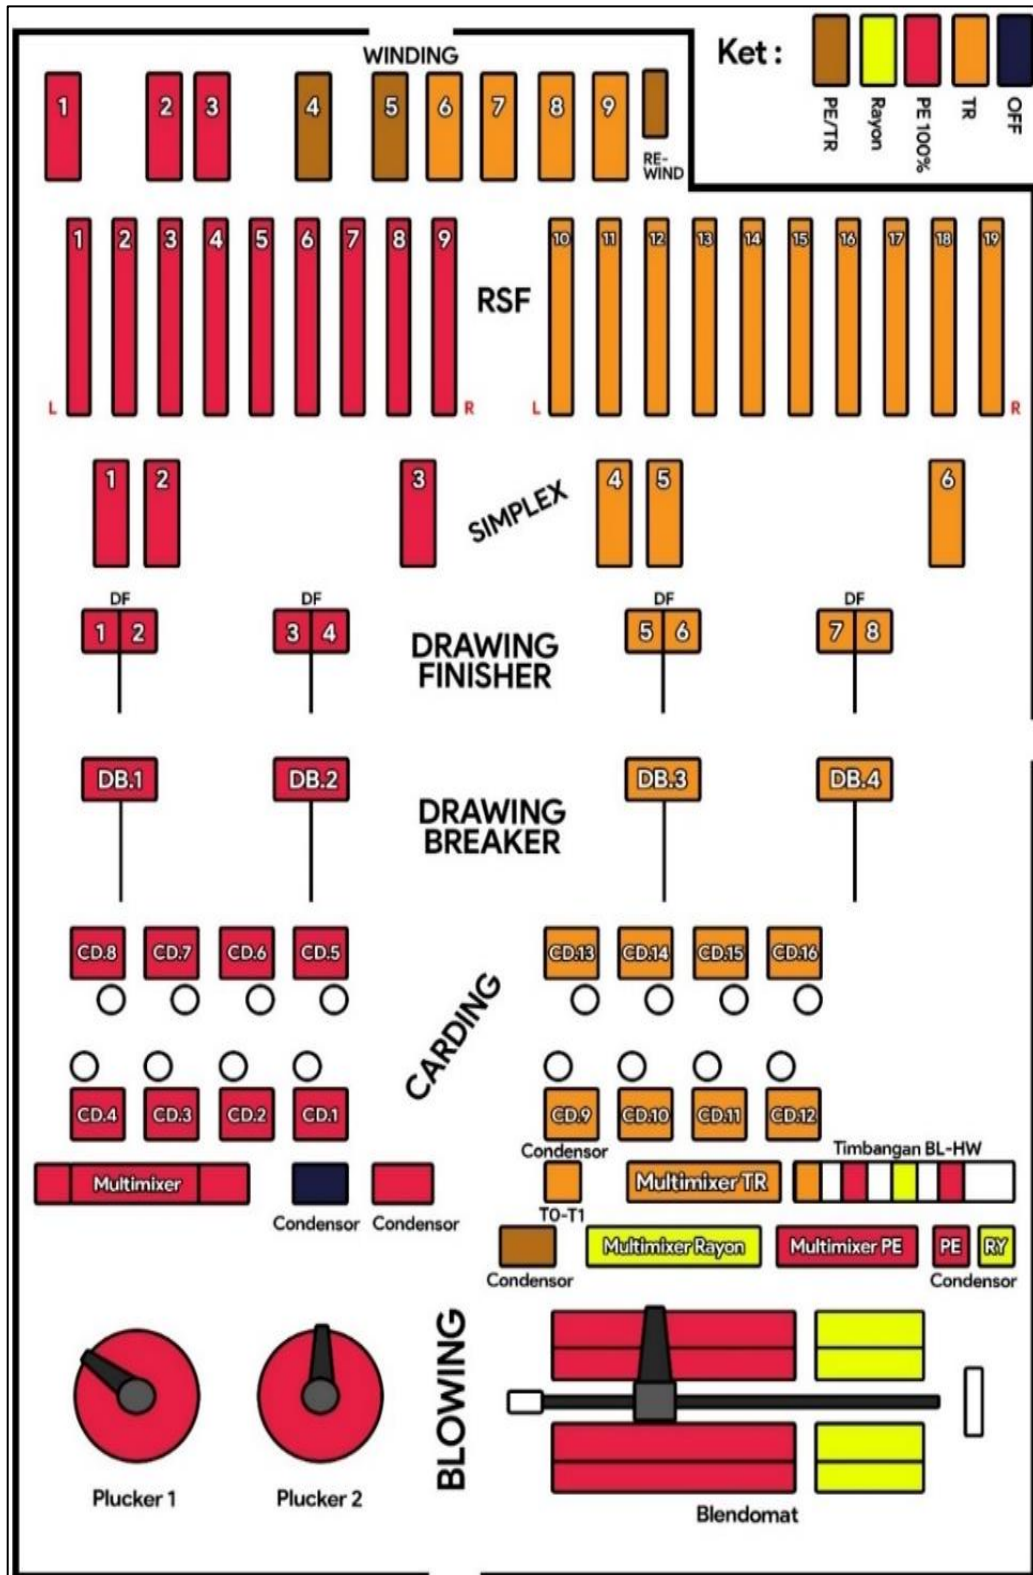 WINDING
Ket :
PE/TR
Rayon
PE 100%
TR
OFF
1
2
3
4
5
6
7
8
9
RE-
WIND
1
2
3
4
5
6
7
8
9
RSF
10
11
12
13
14
15
16
17
18
19
L
R
L
R
1
2
3
SIMPLEX
4
5
6
DF
DF
DF
DF
1
2
3
4
DRAWING
FINISHER
5
6
7
8
DB.1
DB.2
DRAWING
BREAKER
DB.3
DB.4
CD.8
CD.7
CD.6
CD.5
CARDING
CD.13
CD.14
CD.15
CD.16
CD.4
CD.3
CD.2
CD.1
CD.9
CD.10
CD.11
CD.12
Condensor
Timbangan BL-HW
Multimixer
Multimixer TR
Condensor
Condensor
T0-T1
Multimixer Rayon
Multimixer PE
PE
RY
Condensor
Condensor
BLOWING
Plucker 1
Plucker 2
Blendomat